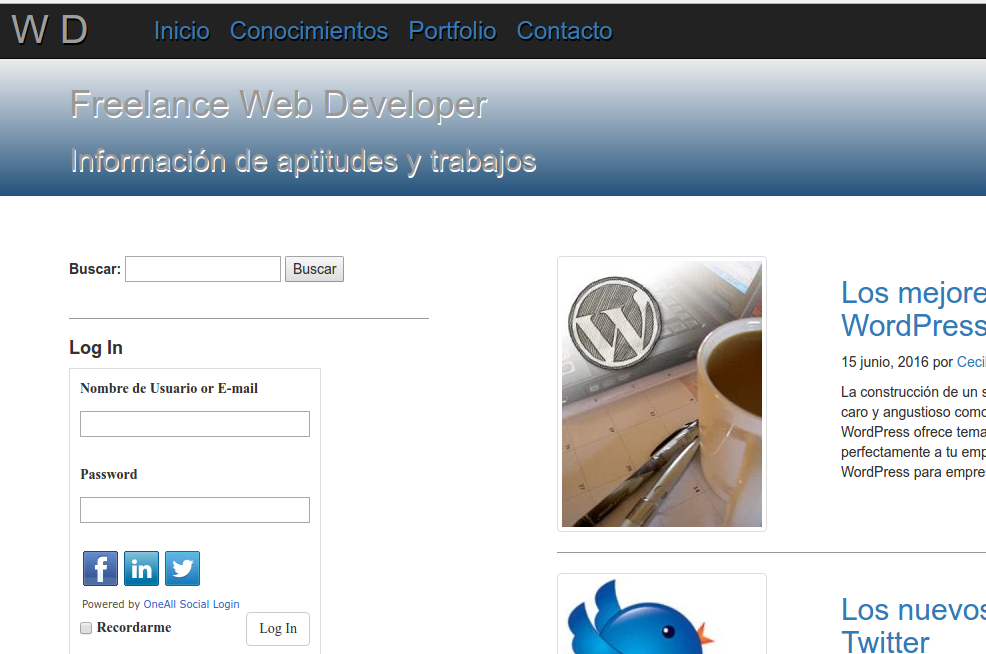 W D
Inicio Conocimientos Portfolio Contacto
Freelance Web Developer
Información de aptitudes y trabajos
Buscar: Buscar
Log In
Nombre de Usuario or E-mail
Password
Powered by OneAll Social Login
Recordarme
Log In
Los mejore
WordPress
15 junio, 2016 por Ceci
La construcción de un s
caro y angustioso como
WordPress ofrece tema
perfectamente a tu emp
WordPress para empre
Los nuevos
Twitter